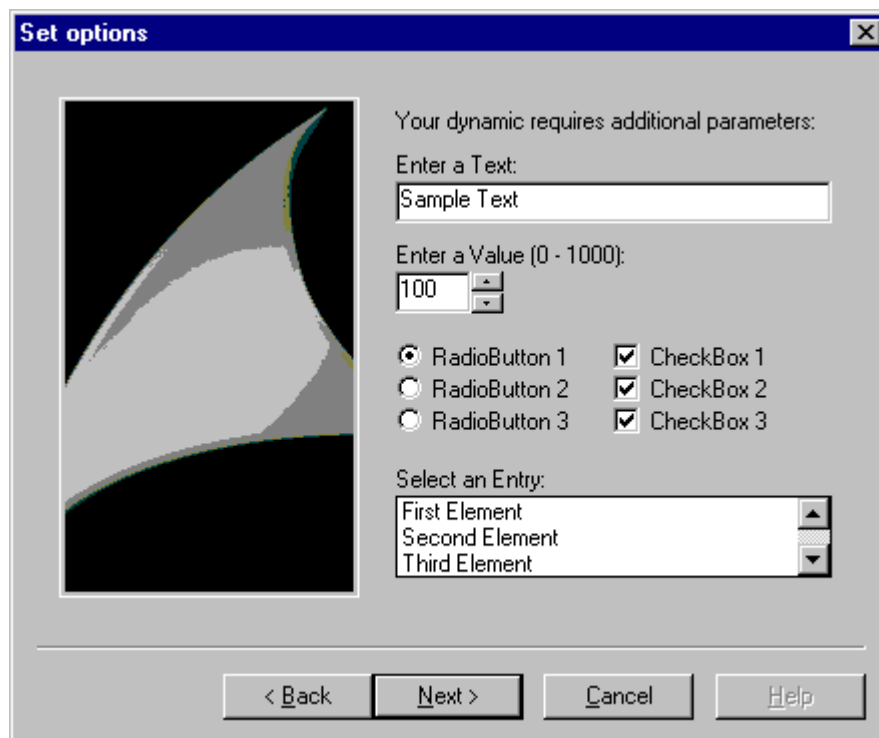 Set options
Your dynamic requires additional parameters:
Enter a Text:
Sample Text
Enter a Value (0 - 1000):
100
RadioButton 1 CheckBox 1
RadioButton 2 CheckBox 2
RadioButton 3 CheckBox 3
Select an Entry:
First Element
Second Element
Third Element
< Back Next > Cancel Help